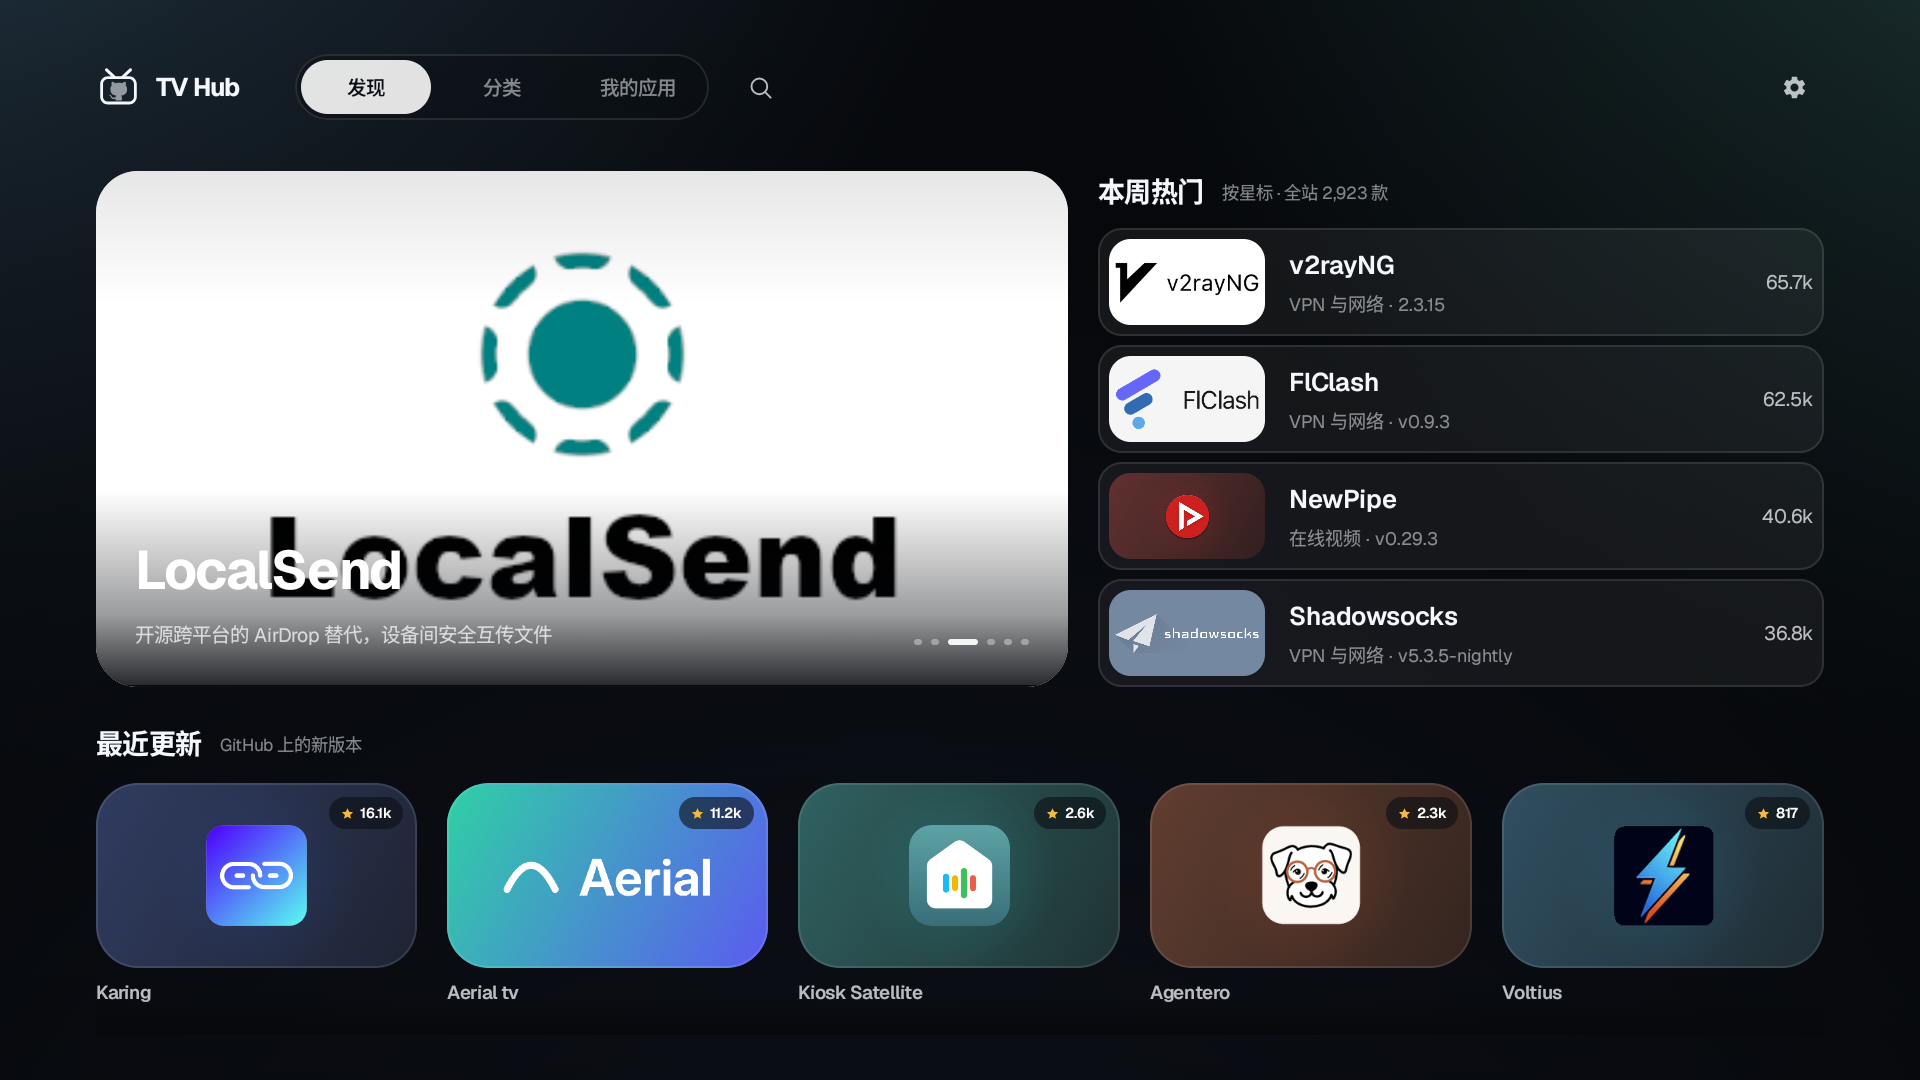 TV Hub
发现
分类
我的应用
LocalSend
LocalSend
开源跨平台的 AirDrop 替代，设备间安全互传文件
本周热门 按星标 · 全站 2,923 款
v2rayNG
v2rayNG
VPN 与网络 · 2.3.15
65.7k
FlClash
FlClash
VPN 与网络 · v0.9.3
62.5k
NewPipe
在线视频 · v0.29.3
40.6k
shadowsocks
Shadowsocks
VPN 与网络 · v5.3.5-nightly
36.8k
最近更新 GitHub 上的新版本
16.1k
Karing
11.2k
Aerial
Aerial tv
2.6k
Kiosk Satellite
2.3k
Agentero
817
Voltius